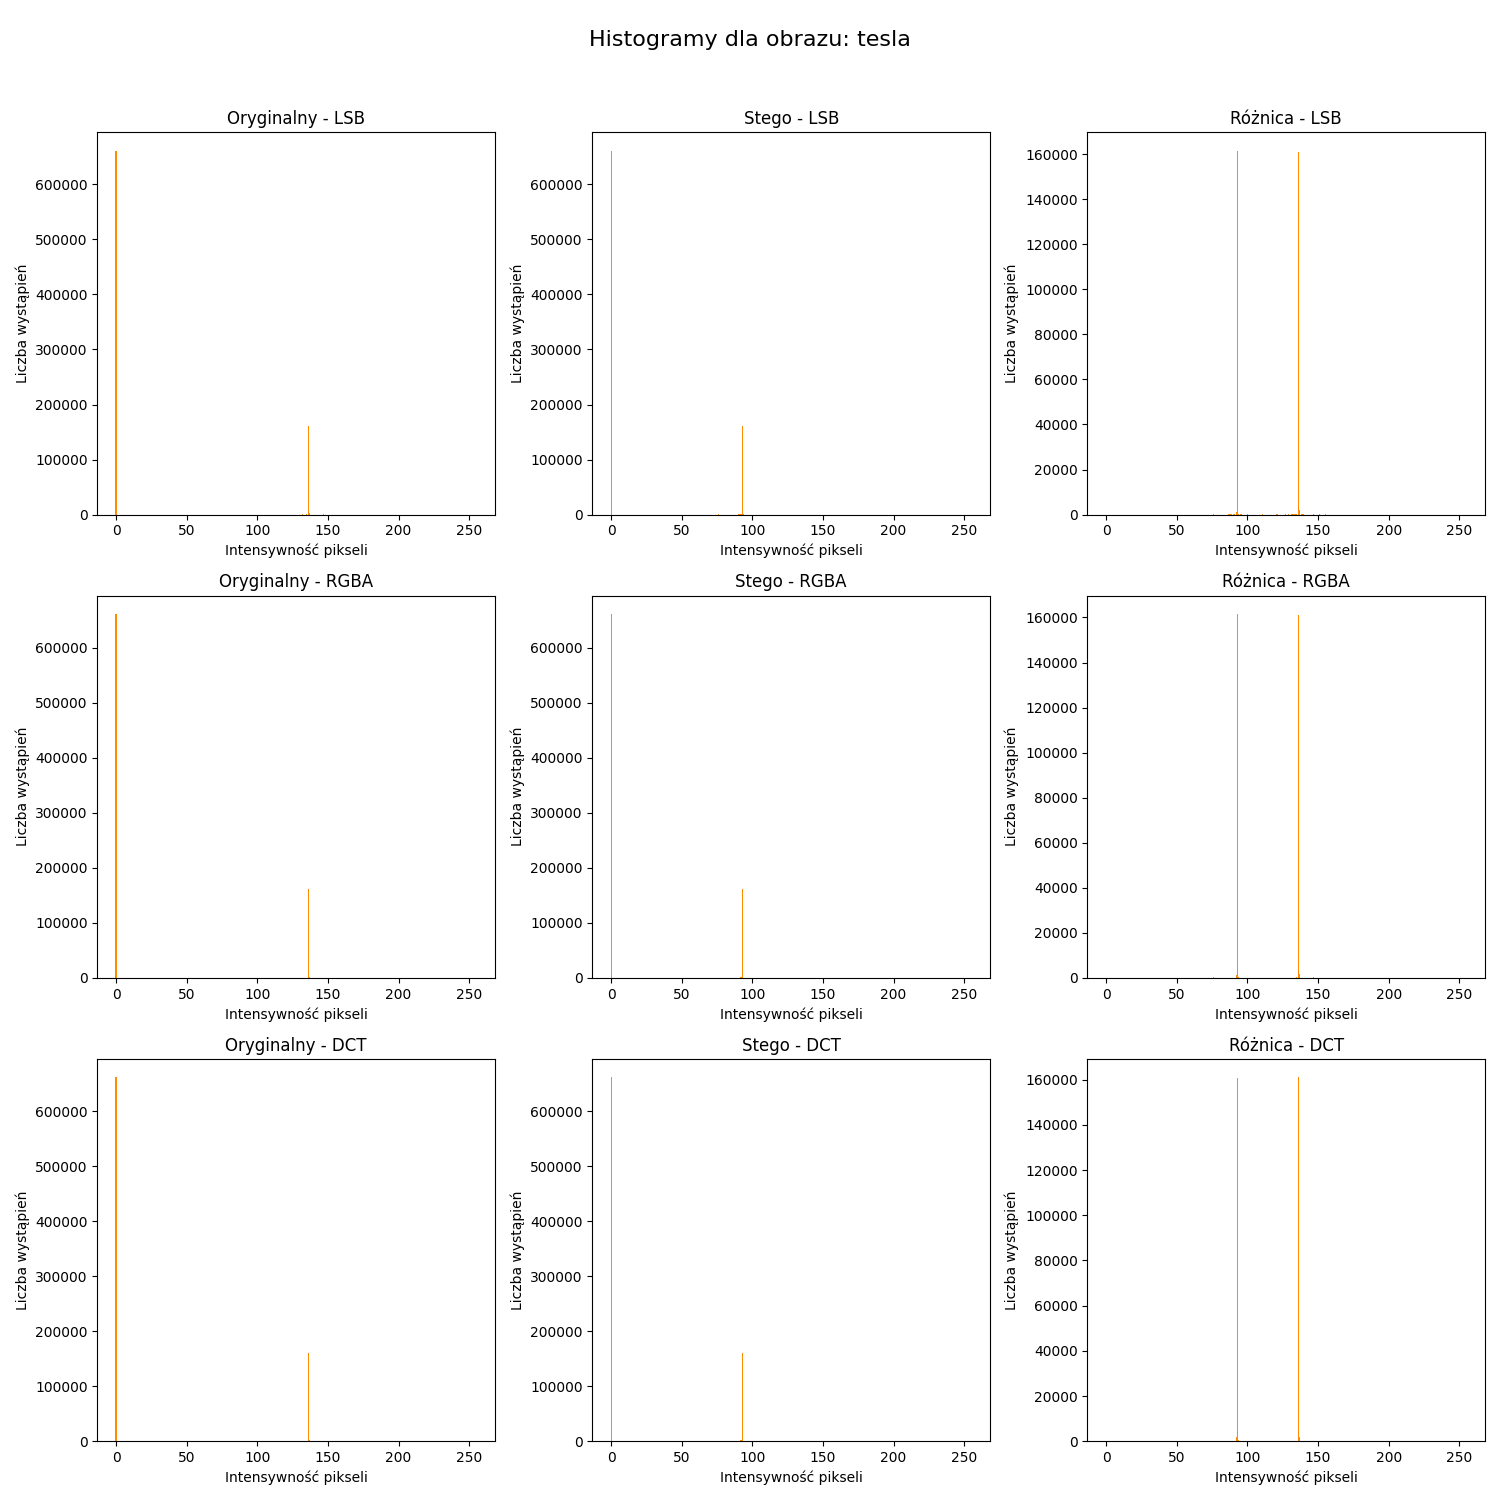 Histogramy dla obrazu: tesla
Oryginalny - LSB
Stego - LSB
Różnica - LSB
Liczba wystąpień
600000
500000
400000
300000
200000
100000
0
0 50 100 150 200 250
Intensywność pikseli
Liczba wystąpień
600000
500000
400000
300000
200000
100000
0
0 50 100 150 200 250
Intensywność pikseli
Liczba wystąpień
160000
140000
120000
100000
80000
60000
40000
20000
0
0 50 100 150 200 250
Intensywność pikseli
Oryginalny - RGBA
Stego - RGBA
Różnica - RGBA
Liczba wystąpień
600000
500000
400000
300000
200000
100000
0
0 50 100 150 200 250
Intensywność pikseli
Liczba wystąpień
600000
500000
400000
300000
200000
100000
0
0 50 100 150 200 250
Intensywność pikseli
Liczba wystąpień
160000
140000
120000
100000
80000
60000
40000
20000
0
0 50 100 150 200 250
Intensywność pikseli
Oryginalny - DCT
Stego - DCT
Różnica - DCT
Liczba wystąpień
600000
500000
400000
300000
200000
100000
0
0 50 100 150 200 250
Intensywność pikseli
Liczba wystąpień
600000
500000
400000
300000
200000
100000
0
0 50 100 150 200 250
Intensywność pikseli
Liczba wystąpień
160000
140000
120000
100000
80000
60000
40000
20000
0
0 50 100 150 200 250
Intensywność pikseli